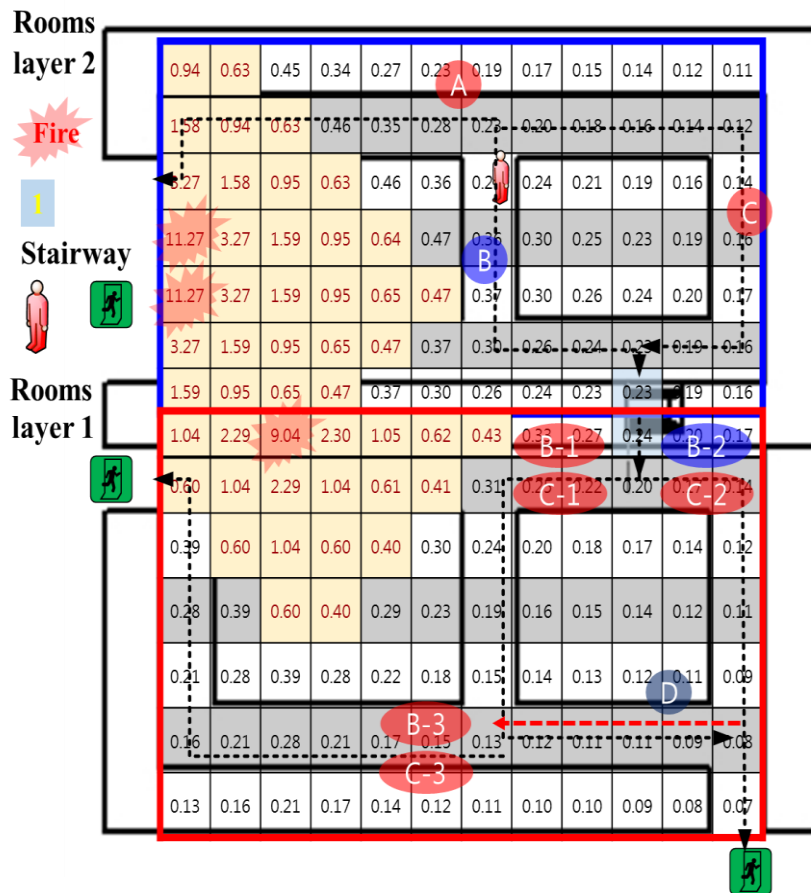 Rooms
layer 2
0.94 0.63 0.45 0.34 0.27 0.23 0.19 0.17 0.15 0.14 0.12 0.11
A
Fire
1.58 0.94 0.63 0.46 0.35 0.28 0.23 0.20 0.18 0.16 0.14 0.12
3.27 1.58 0.95 0.63 0.46 0.36 0.24 0.21 0.19 0.16 0.14
1
C
Stairway
11.27 3.27 1.59 0.95 0.64 0.47 0.36 0.30 0.25 0.23 0.19 0.16
B
11.27 3.27 1.59 0.95 0.65 0.47 0.37 0.30 0.26 0.24 0.20 0.17
3.27 1.59 0.95 0.65 0.47 0.37 0.30 0.26 0.24 0.23 0.19 0.16
Rooms
layer 1
1.59 0.95 0.65 0.47 0.37 0.30 0.26 0.24 0.23 0.23 0.19 0.16
1.04 2.29 9.04 2.30 1.05 0.62 0.43 0.27 0.24 0.20 0.17
B-1 B-2
0.60 1.04 2.29 1.04 0.61 0.41 0.31 0.22 0.20 0.17 0.14
C-1 C-2
0.39 0.60 1.04 0.60 0.40 0.30 0.24 0.20 0.18 0.17 0.14 0.12
0.28 0.39 0.60 0.40 0.29 0.23 0.19 0.16 0.15 0.14 0.12 0.11
0.21 0.28 0.39 0.28 0.22 0.18 0.15 0.14 0.13 0.12 0.11 0.09
D
B-3
0.16 0.21 0.28 0.21 0.17 0.15 0.13 0.12 0.11 0.11 0.09 0.08
C-3
0.13 0.16 0.21 0.17 0.14 0.12 0.11 0.10 0.10 0.09 0.08 0.07